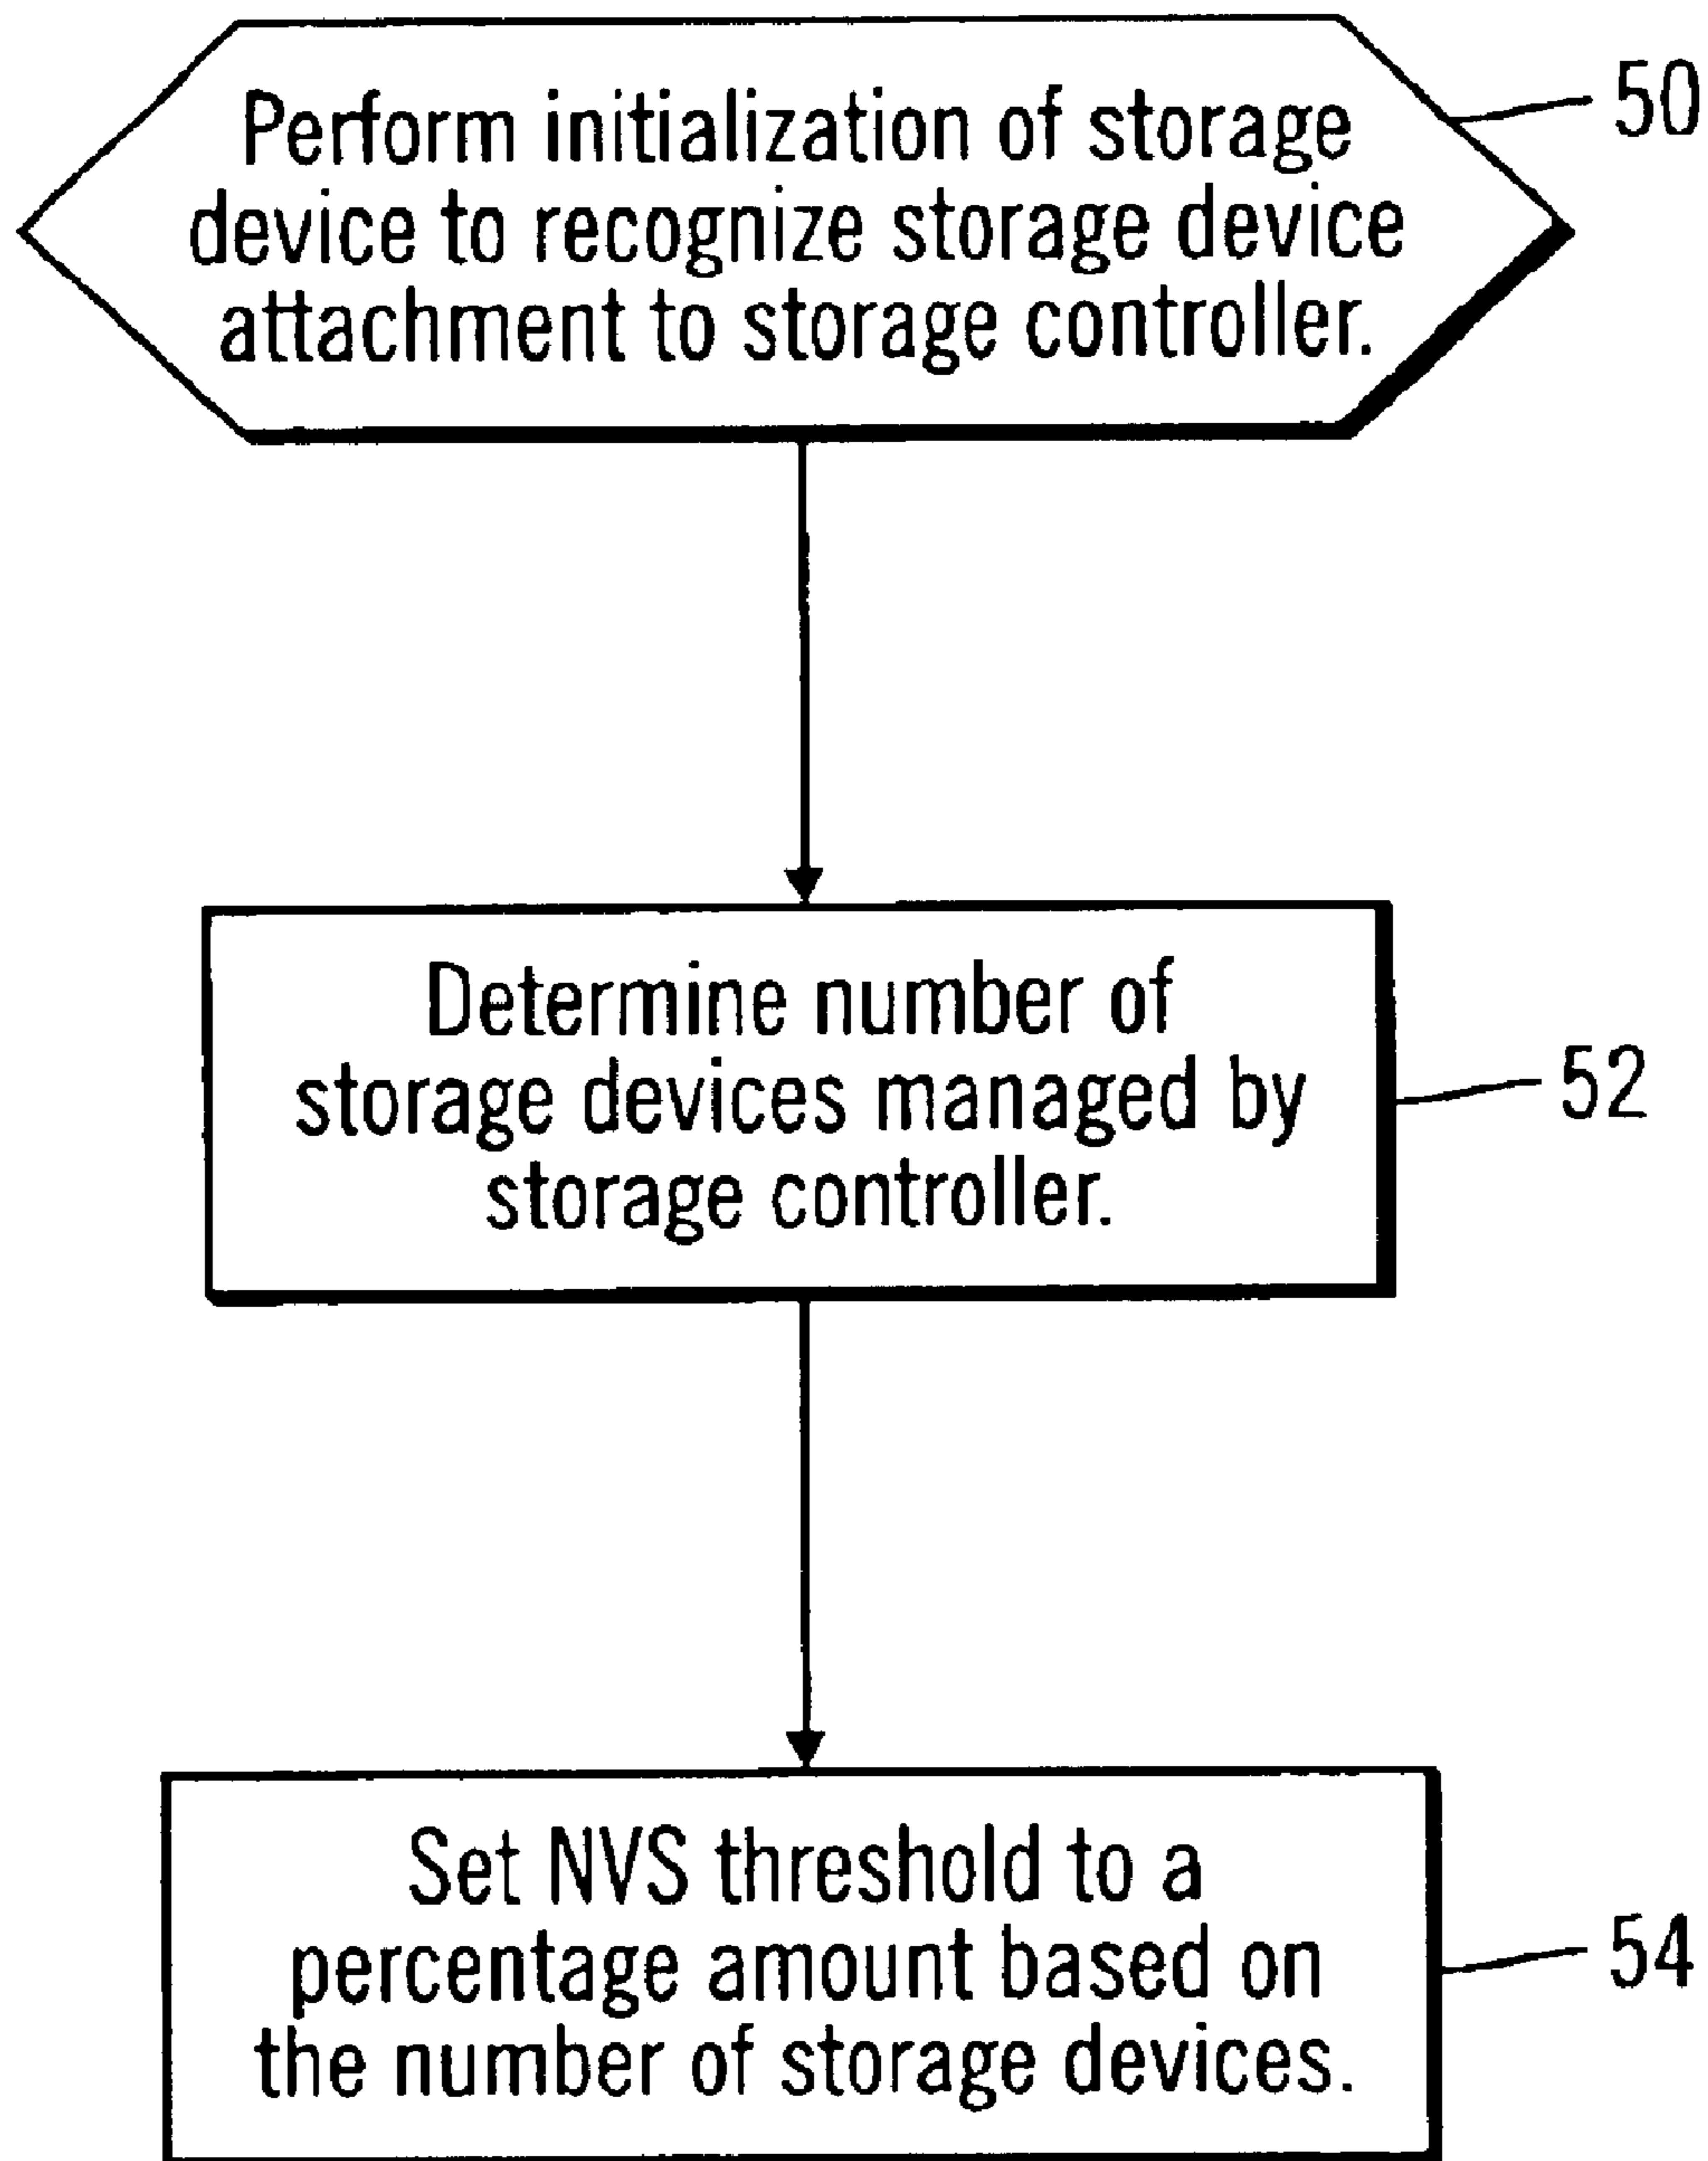 Perform initialization of storage
device to recognize storage device
attachment to storage controller.
50
Determine number of
storage devices managed by
storage controller.
52
Set NVS threshold to a
percentage amount based on
the number of storage devices.
54